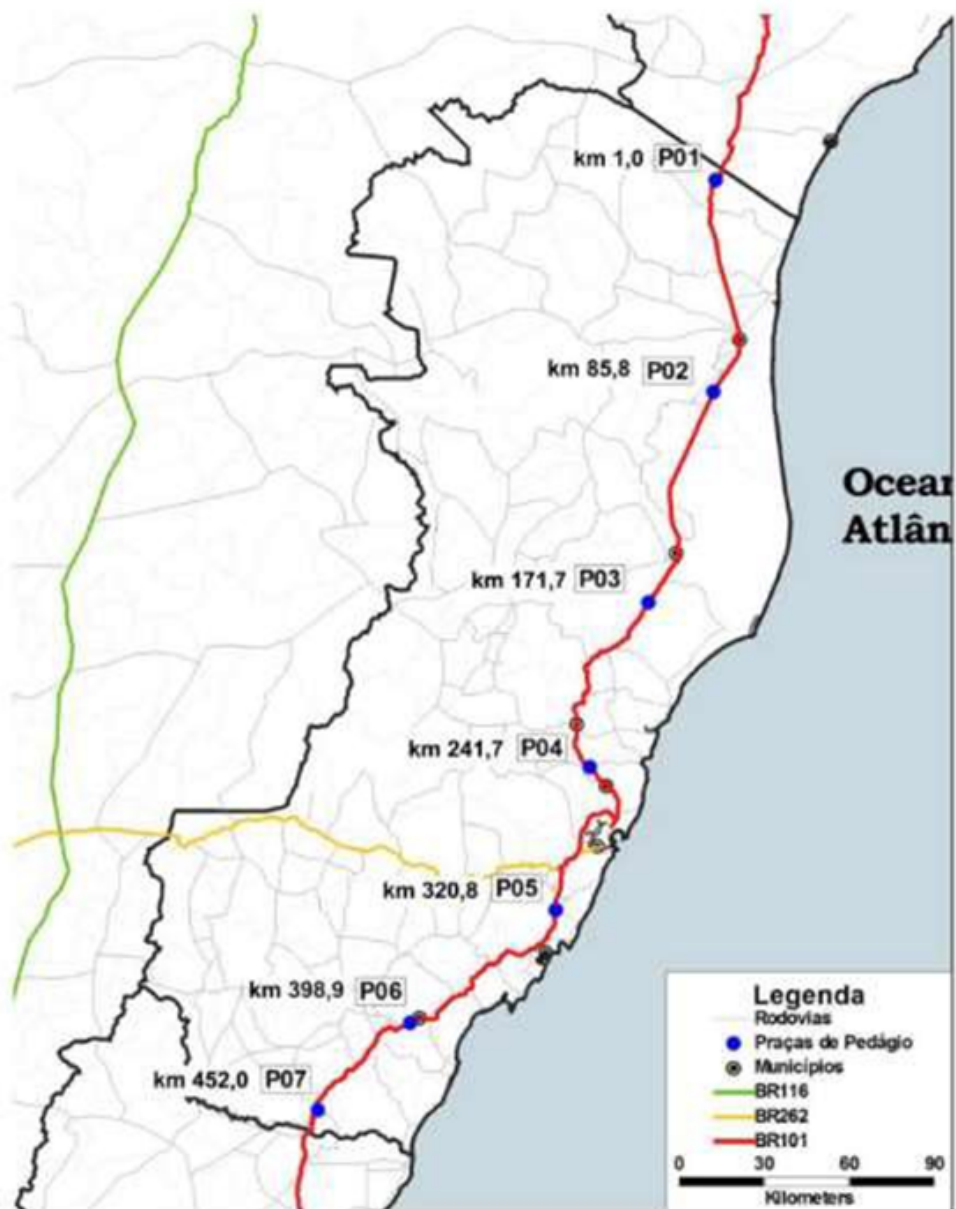 km 1,0 P01
km 85,8 P02
Ocean
Atlân
km 171,7 P03
km 241,7 P04
km 320,8 P05
km 398,9 P06
km 452,0 P07
Legenda
Rodovias
Praças de Pedágio
Municípios
BR116
BR262
BR101
0 30 60 90
Kilometers